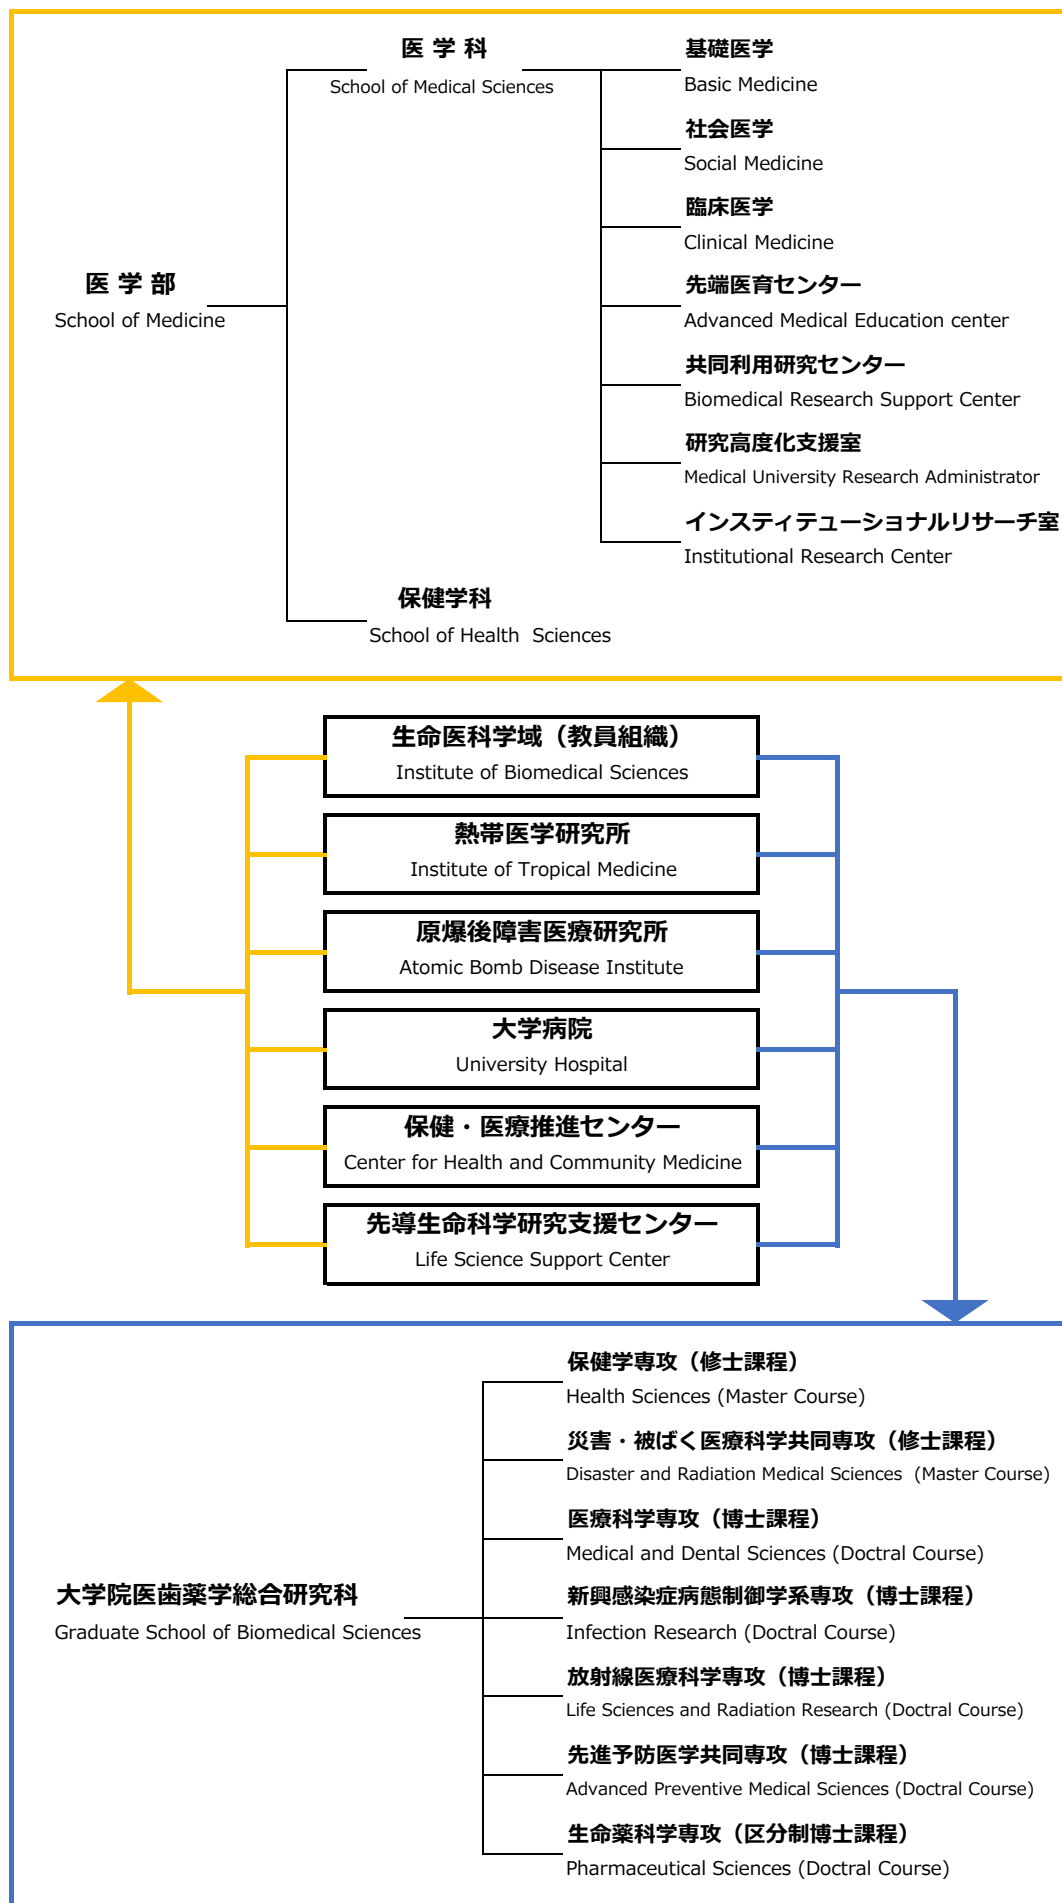 医 学 科
School of Medical Sciences
基礎医学
Basic Medicine
社会医学
Social Medicine
臨床医学
Clinical Medicine
医 学 部
School of Medicine
先端医育センター
Advanced Medical Education center
共同利用研究センター
Biomedical Research Support Center
研究高度化支援室
Medical University Research Administrator
インスティテューショナルリサーチ室
Institutional Research Center
保健学科
School of Health  Sciences
生命医科学域（教員組織）
Institute of Biomedical Sciences
熱帯医学研究所
Institute of Tropical Medicine
原爆後障害医療研究所
Atomic Bomb Disease Institute
大学病院
University Hospital
保健・医療推進センター
Center for Health and Community Medicine
先導生命科学研究支援センター
Life Science Support Center
保健学専攻（修士課程）
Health Sciences (Master Course)
災害・被ばく医療科学共同専攻（修士課程）
Disaster and Radiation Medical Sciences  (Master Course)
医療科学専攻（博士課程）
Medical and Dental Sciences (Doctral Course)
大学院医歯薬学総合研究科
Graduate School of Biomedical Sciences
新興感染症病態制御学系専攻（博士課程）
Infection Research (Doctral Course)
放射線医療科学専攻（博士課程）
Life Sciences and Radiation Research (Doctral Course)
先進予防医学共同専攻（博士課程）
Advanced Preventive Medical Sciences (Doctral Course)
生命薬科学専攻（区分制博士課程）
Pharmaceutical Sciences (Doctral Course)